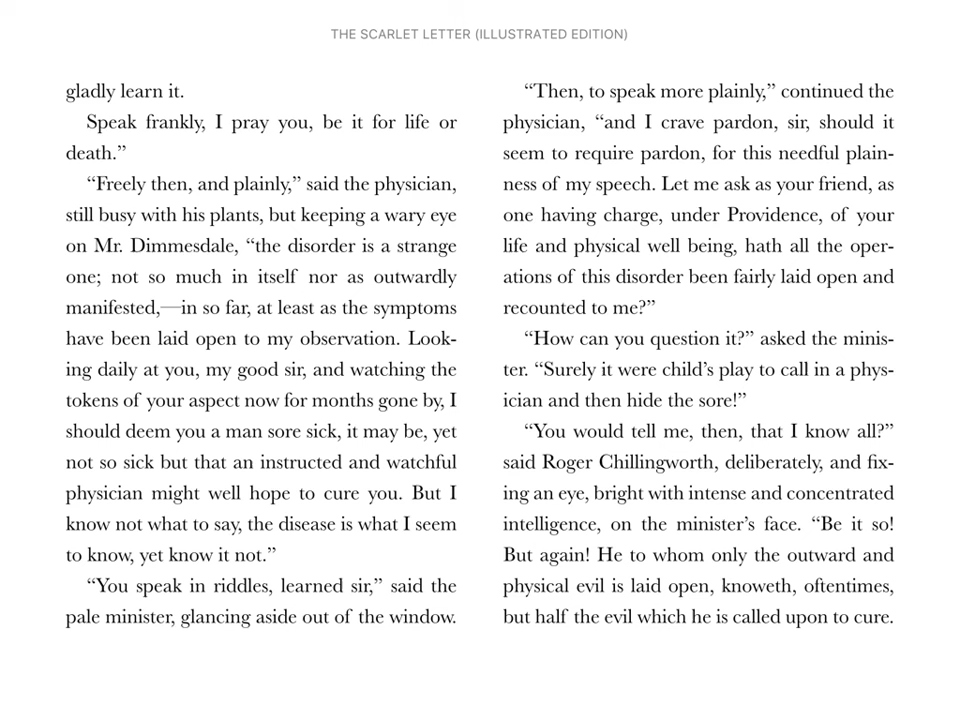 THE SCARLET LETTER (ILLUSTRATED EDITION)
gladly learn it.
Speak frankly, I pray you, be it for life or
death.”
“Freely then, and plainly,” said the physician,
still busy with his plants, but keeping a wary eye
on Mr. Dimmesdale, “the disorder is a strange
one; not so much in itself nor as outwardly
manifested,—in so far, at least as the symptoms
have been laid open to my observation. Look-
ing daily at you, my good sir, and watching the
tokens of your aspect now for months gone by, I
should deem you a man sore sick, it may be, yet
not so sick but that an instructed and watchful
physician might well hope to cure you. But I
know not what to say, the disease is what I seem
to know, yet know it not.”
“You speak in riddles, learned sir,” said the
pale minister, glancing aside out of the window.
“Then, to speak more plainly,” continued the
physician, “and I crave pardon, sir, should it
seem to require pardon, for this needful plain-
ness of my speech. Let me ask as your friend, as
one having charge, under Providence, of your
life and physical well being, hath all the oper-
ations of this disorder been fairly laid open and
recounted to me?”
“How can you question it?” asked the minis-
ter. “Surely it were child’s play to call in a phys-
ician and then hide the sore!”
“You would tell me, then, that I know all?”
said Roger Chillingworth, deliberately, and fix-
ing an eye, bright with intense and concentrated
intelligence, on the minister’s face. “Be it so!
But again! He to whom only the outward and
physical evil is laid open, knoweth, oftentimes,
but half the evil which he is called upon to cure.